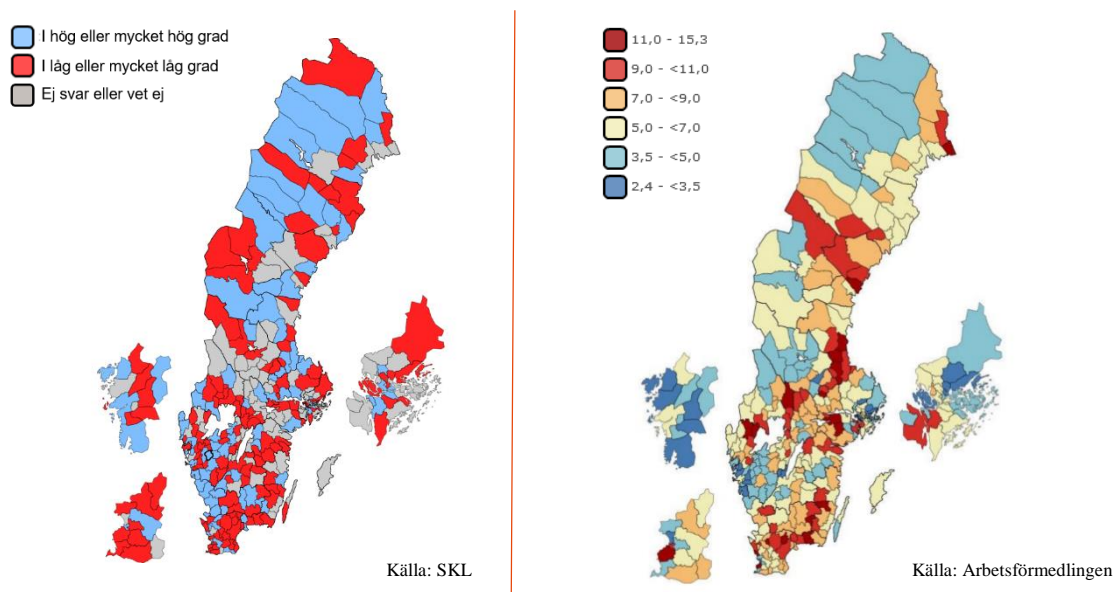 I hög eller mycket hög grad
I låg eller mycket låg grad
Ej svar eller vet ej
Källa: SKL
11,0 - 15,3
9,0 - <11,0
7,0 - <9,0
5,0 - <7,0
3,5 - <5,0
2,4 - <3,5
Källa: Arbetsförmedlingen